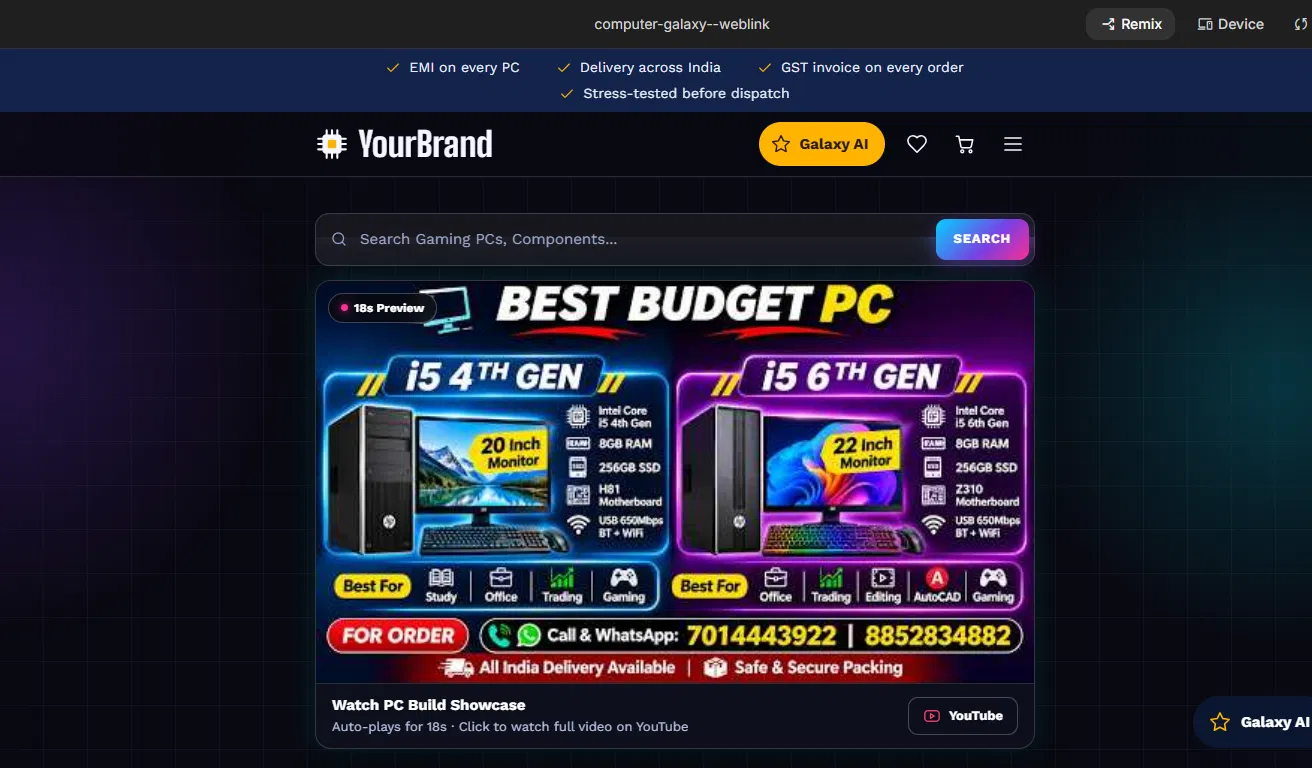 computer-galaxy--weblink
Remix
Device
EMI on every PC
Delivery across India
GST invoice on every order
Stress-tested before dispatch
YourBrand
Galaxy AI
Search Gaming PCs, Components...
SEARCH
18s Preview
BEST BUDGET PC
i5 4TH GEN
20 Inch
Monitor
Intel Core
i5 4th Gen
8GB RAM
256GB SSD
H81
Motherboard
USB 650Mbps
BT + WiFi
Best For
Study
Office
Trading
Gaming
i5 6TH GEN
22 Inch
Monitor
Intel Core
i5 6th Gen
8GB RAM
256GB SSD
Z310
Motherboard
USB 650Mbps
BT + WiFi
Best For
Office
Trading
Editing
AutoCAD
Gaming
FOR ORDER
Call & WhatsApp: 7014443922 | 8852834882
All India Delivery Available | Safe & Secure Packing
Watch PC Build Showcase
Auto-plays for 18s · Click to watch full video on YouTube
YouTube
Galaxy AI